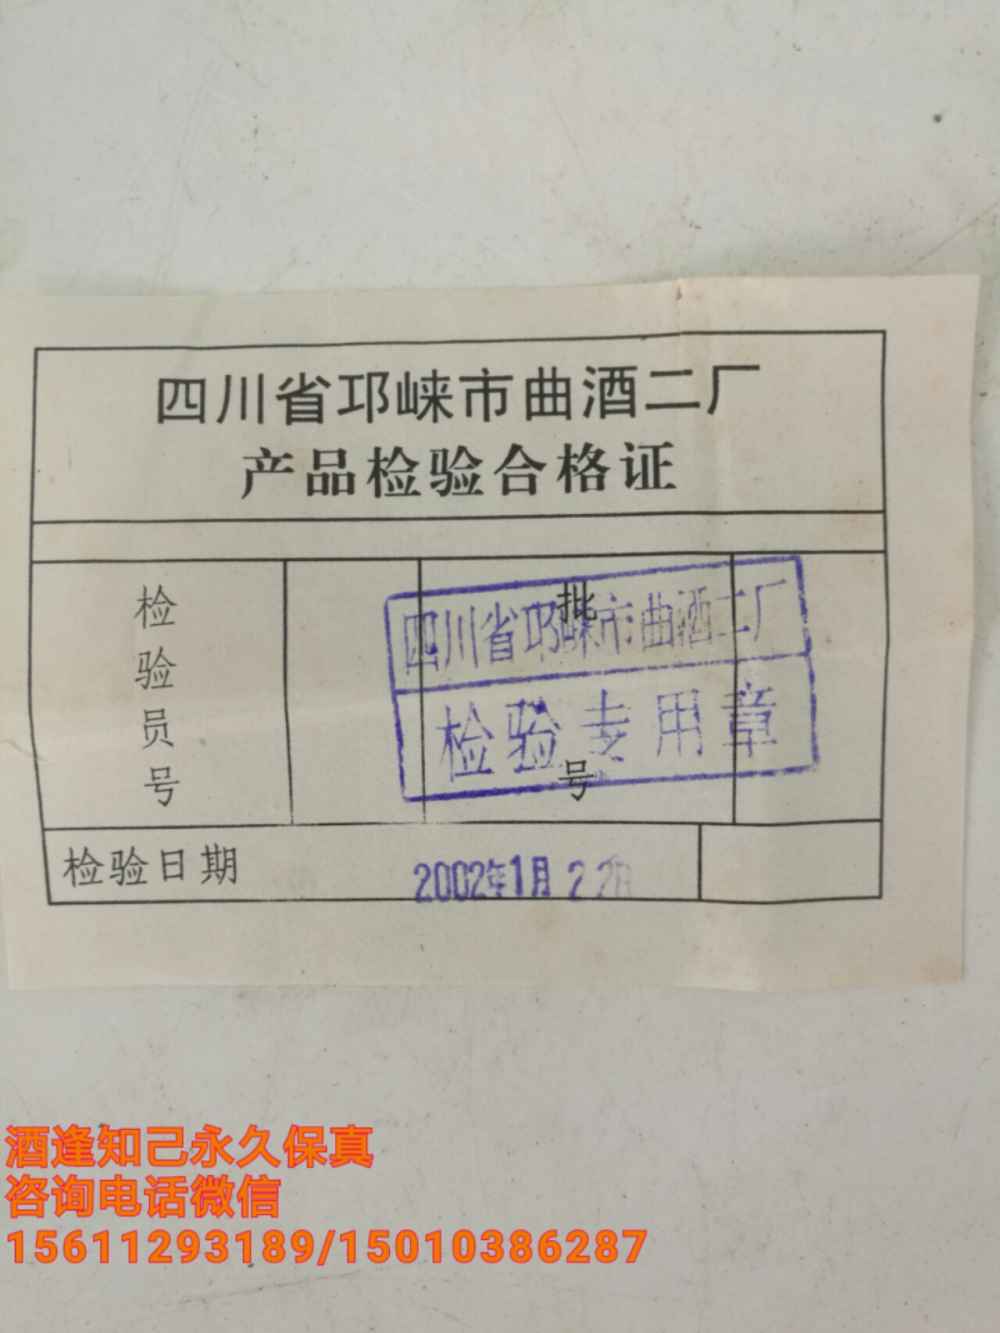 四川省邛崃市曲酒二厂
产品检验合格证
检验员号
批号
四川省邛崃市曲酒二厂
检验专用章
检验日期
2002年1月22日
酒逢知己永久保真
咨询电话微信
15611293189/15010386287